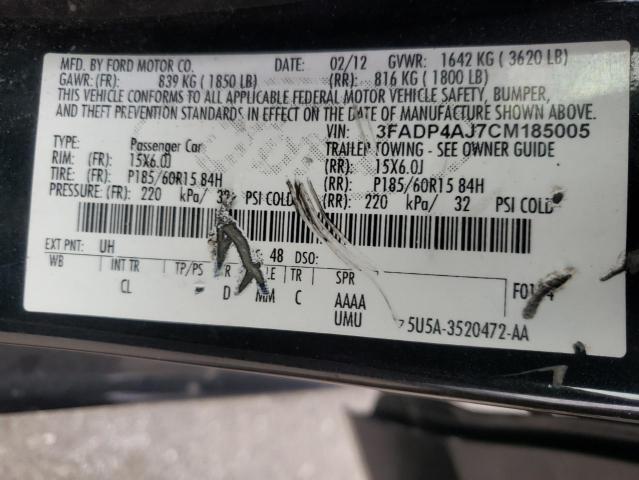 MFD. BY FORD MOTOR CO. DATE: 02/12 GVWR: 1642 KG ( 3620 LB)
GAWR: (FR): 839 KG ( 1850 LB) (RR): 816 KG ( 1800 LB)
THIS VEHICLE CONFORMS TO ALL APPLICABLE FEDERAL MOTOR VEHICLE SAFETY, BUMPER,
AND THEFT PREVENTION STANDARDS IN EFFECT ON THE DATE OF MANUFACTURE SHOWN ABOVE.
VIN: 3FADP4AJ7CM185005
TYPE: Passenger Car TRAILER TOWING - SEE OWNER GUIDE
RIM: (FR): 15X6.0J (RR): 15X6.0J
TIRE: (FR): P185/60R15 84H (RR): P185/60R15 84H
PRESSURE: (FR): 220 kPa/ 32 PSI COLD (RR): 220 kPa/ 32 PSI COLD
EXT PNT: UH 48 DSO:
WB INT TR TP/PS R LE TR SPR
CL D MM C AAAA
UMU
5U5A-3520472-AA